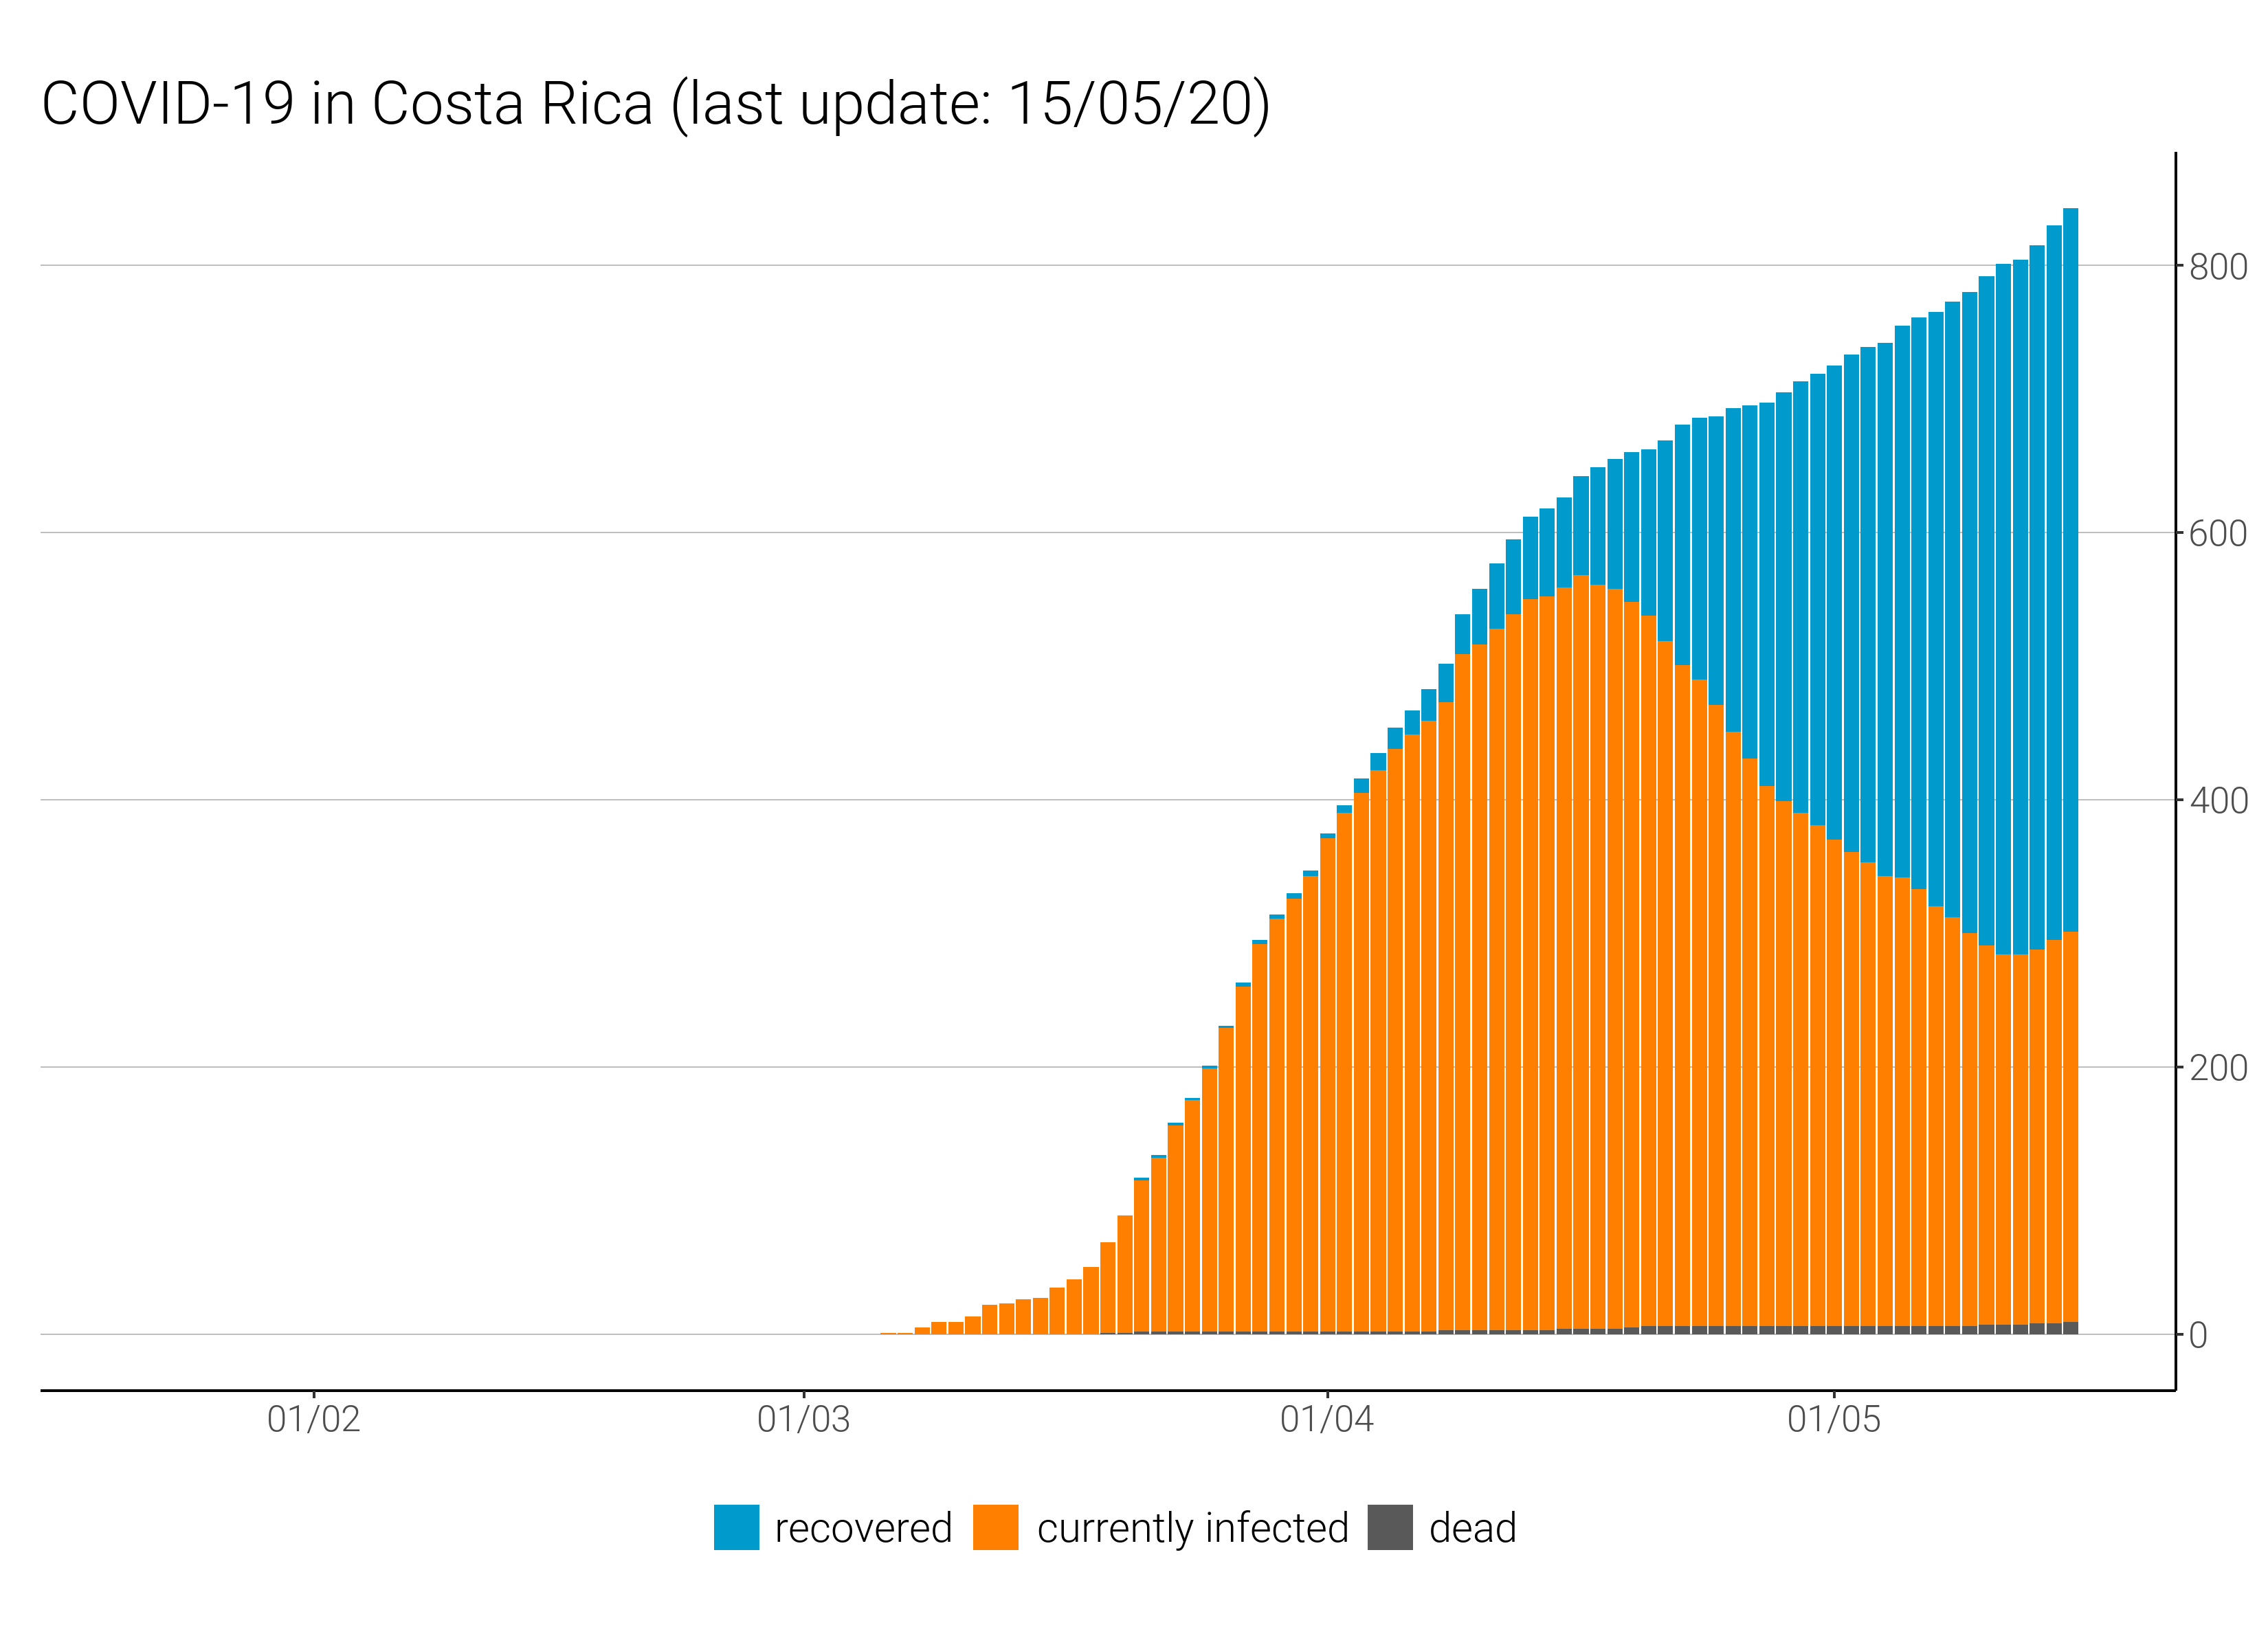 COVID-19 in Costa Rica (last update: 15/05/20)
800
600
400
200
0
01/02 01/03 01/04 01/05
recovered currently infected dead